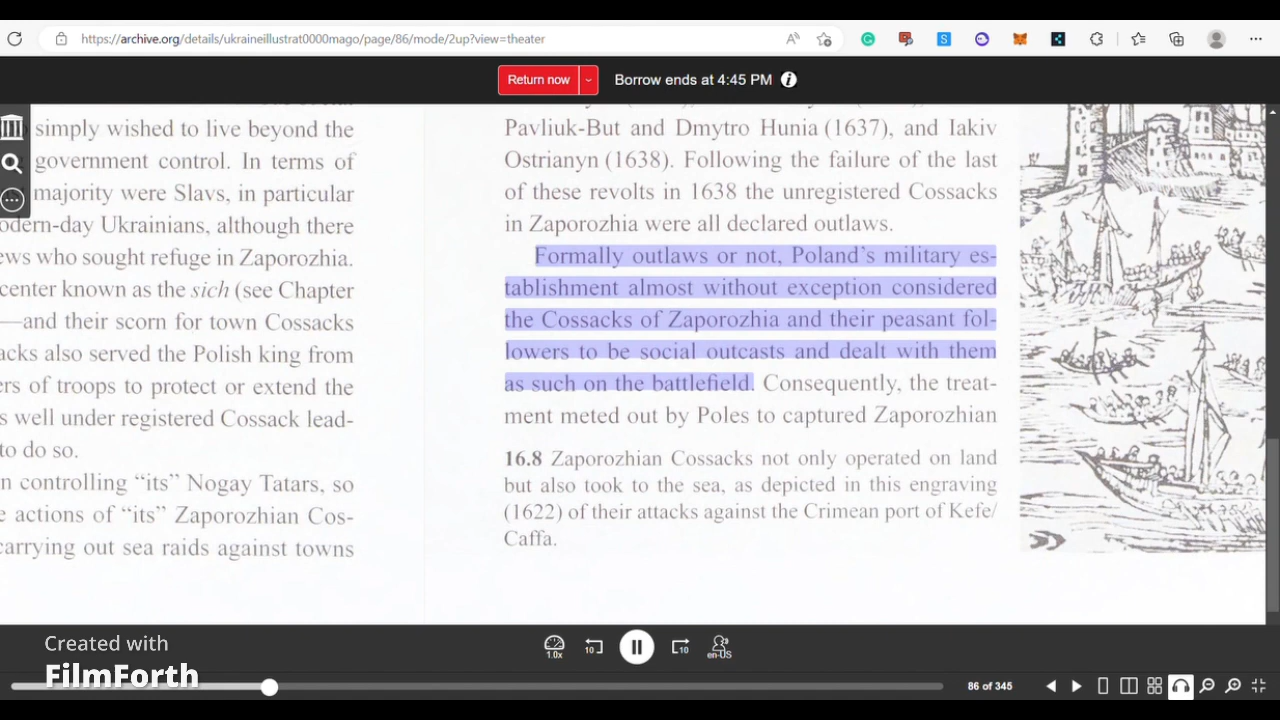 https://archive.org/details/ukraineillustrat0000mago/page/86/mode/2up?view=theater
Return now
Borrow ends at 4:45 PM
simply wished to live beyond the
government control. In terms of
majority were Slavs, in particular
odern-day Ukrainians, although there
ews who sought refuge in Zaporozhia.
center known as the sich (see Chapter
—and their scorn for town Cossacks
acks also served the Polish king from
ers of troops to protect or extend the
s well under registered Cossack lead-
to do so.
n controlling “its” Nogay Tatars, so
e actions of “its” Zaporozhian Cos-
carrying out sea raids against towns
Pavliuk-But and Dmytro Hunia (1637), and Iakiv
Ostrianyn (1638). Following the failure of the last
of these revolts in 1638 the unregistered Cossacks
in Zaporozhia were all declared outlaws.
Formally outlaws or not, Poland’s military es-
tablishment almost without exception considered
the Cossacks of Zaporozhia and their peasant fol-
lowers to be social outcasts and dealt with them
as such on the battlefield. Consequently, the treat-
ment meted out by Poles to captured Zaporozhian
16.8 Zaporozhian Cossacks not only operated on land
but also took to the sea, as depicted in this engraving
(1622) of their attacks against the Crimean port of Kefe/
Caffa.
Created with
FilmForth
1.0x
10
10
en-US
86 of 345